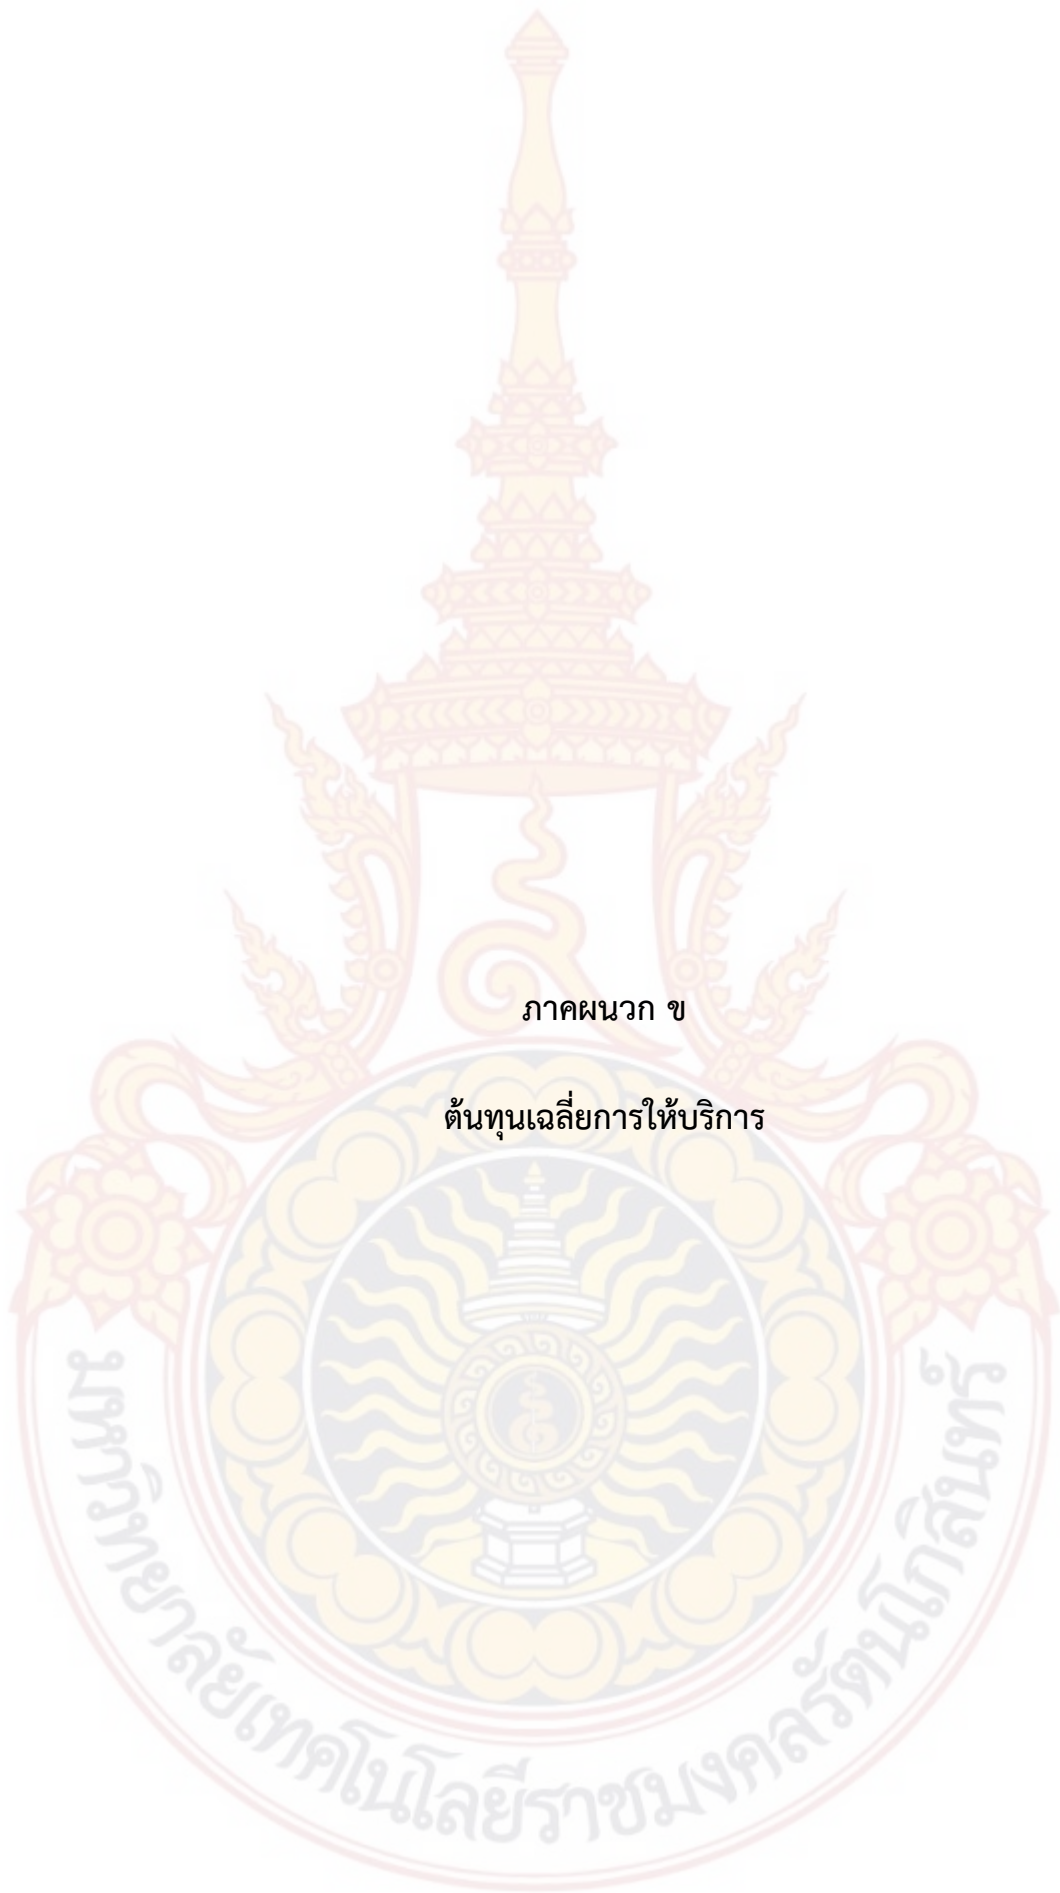 ภาคผนวก ข
ต้นทุนเฉลี่ยการให้บริการ
มหาวิทยาลัยเทคโนโลยีราชมงคลรัตนโกสินทร์